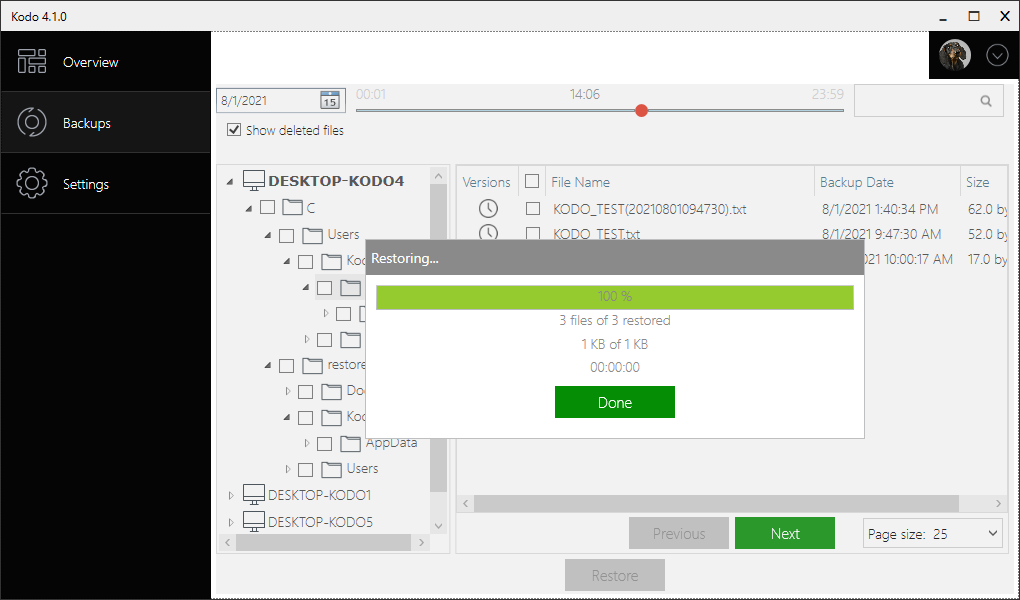 Kodo 4.1.0
Overview
Backups
Settings
8/1/2021
15
00:01
14:06
23:59
Show deleted files
DESKTOP-KODO4
C
Users
restore
AppData
Users
DESKTOP-KODO1
DESKTOP-KODO5
Versions
File Name
Backup Date
Size
KODO_TEST(20210801094730).txt
8/1/2021 1:40:34 PM
62.0 by
KODO_TEST.txt
8/1/2021 9:47:30 AM
52.0 by
021 10:00:17 AM
17.0 by
Restoring...
100 %
3 files of 3 restored
1 KB of 1 KB
00:00:00
Done
Previous
Next
Page size: 25
Restore